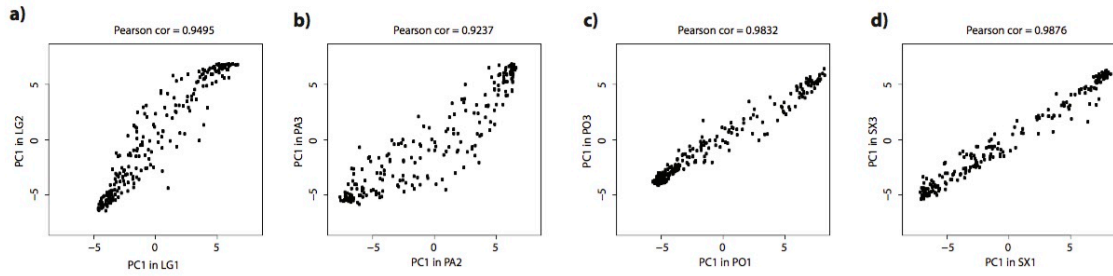 a)
Pearson cor = 0.9495
PC1 in LG2
5
0
−5
−5
0
5
PC1 in LG1
b)
Pearson cor = 0.9237
PC1 in PA3
5
0
−5
−5
0
5
PC1 in PA2
c)
Pearson cor = 0.9832
PC1 in PO3
5
0
−5
−5
0
5
PC1 in PO1
d)
Pearson cor = 0.9876
PC1 in SX3
5
0
−5
−5
0
5
PC1 in SX1